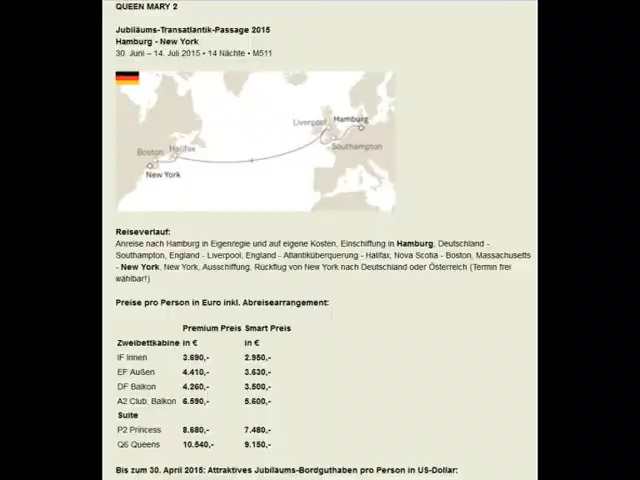 QUEEN MARY 2
Jubiläums-Transatlantik-Passage 2015
Hamburg - New York
30. Juni – 14. Juli 2015 • 14 Nächte • M511
Liverpool
Hamburg
Southampton
Boston
Halifax
New York
Reiseverlauf:
Anreise nach Hamburg in Eigenregie und auf eigene Kosten, Einschiffung in Hamburg, Deutschland -
Southampton, England - Liverpool, England - Atlantiküberquerung - Halifax, Nova Scotia - Boston, Massachusetts
- New York, New York, Ausschiffung, Rückflug von New York nach Deutschland oder Österreich (Termin frei
wählbar!)
Preise pro Person in Euro inkl. Abreisearrangement:
Premium Preis Smart Preis
Zweibettkabine in € in €
IF Innen 3.690,- 2.950,-
EF Außen 4.410,- 3.630,-
DF Balkon 4.260,- 3.500,-
A2 Club, Balkon 6.590,- 5.600,-
Suite
P2 Princess 8.680,- 7.480,-
Q6 Queens 10.540,- 9.150,-
Bis zum 30. April 2015: Attraktives Jubiläums-Bordguthaben pro Person in US-Dollar: